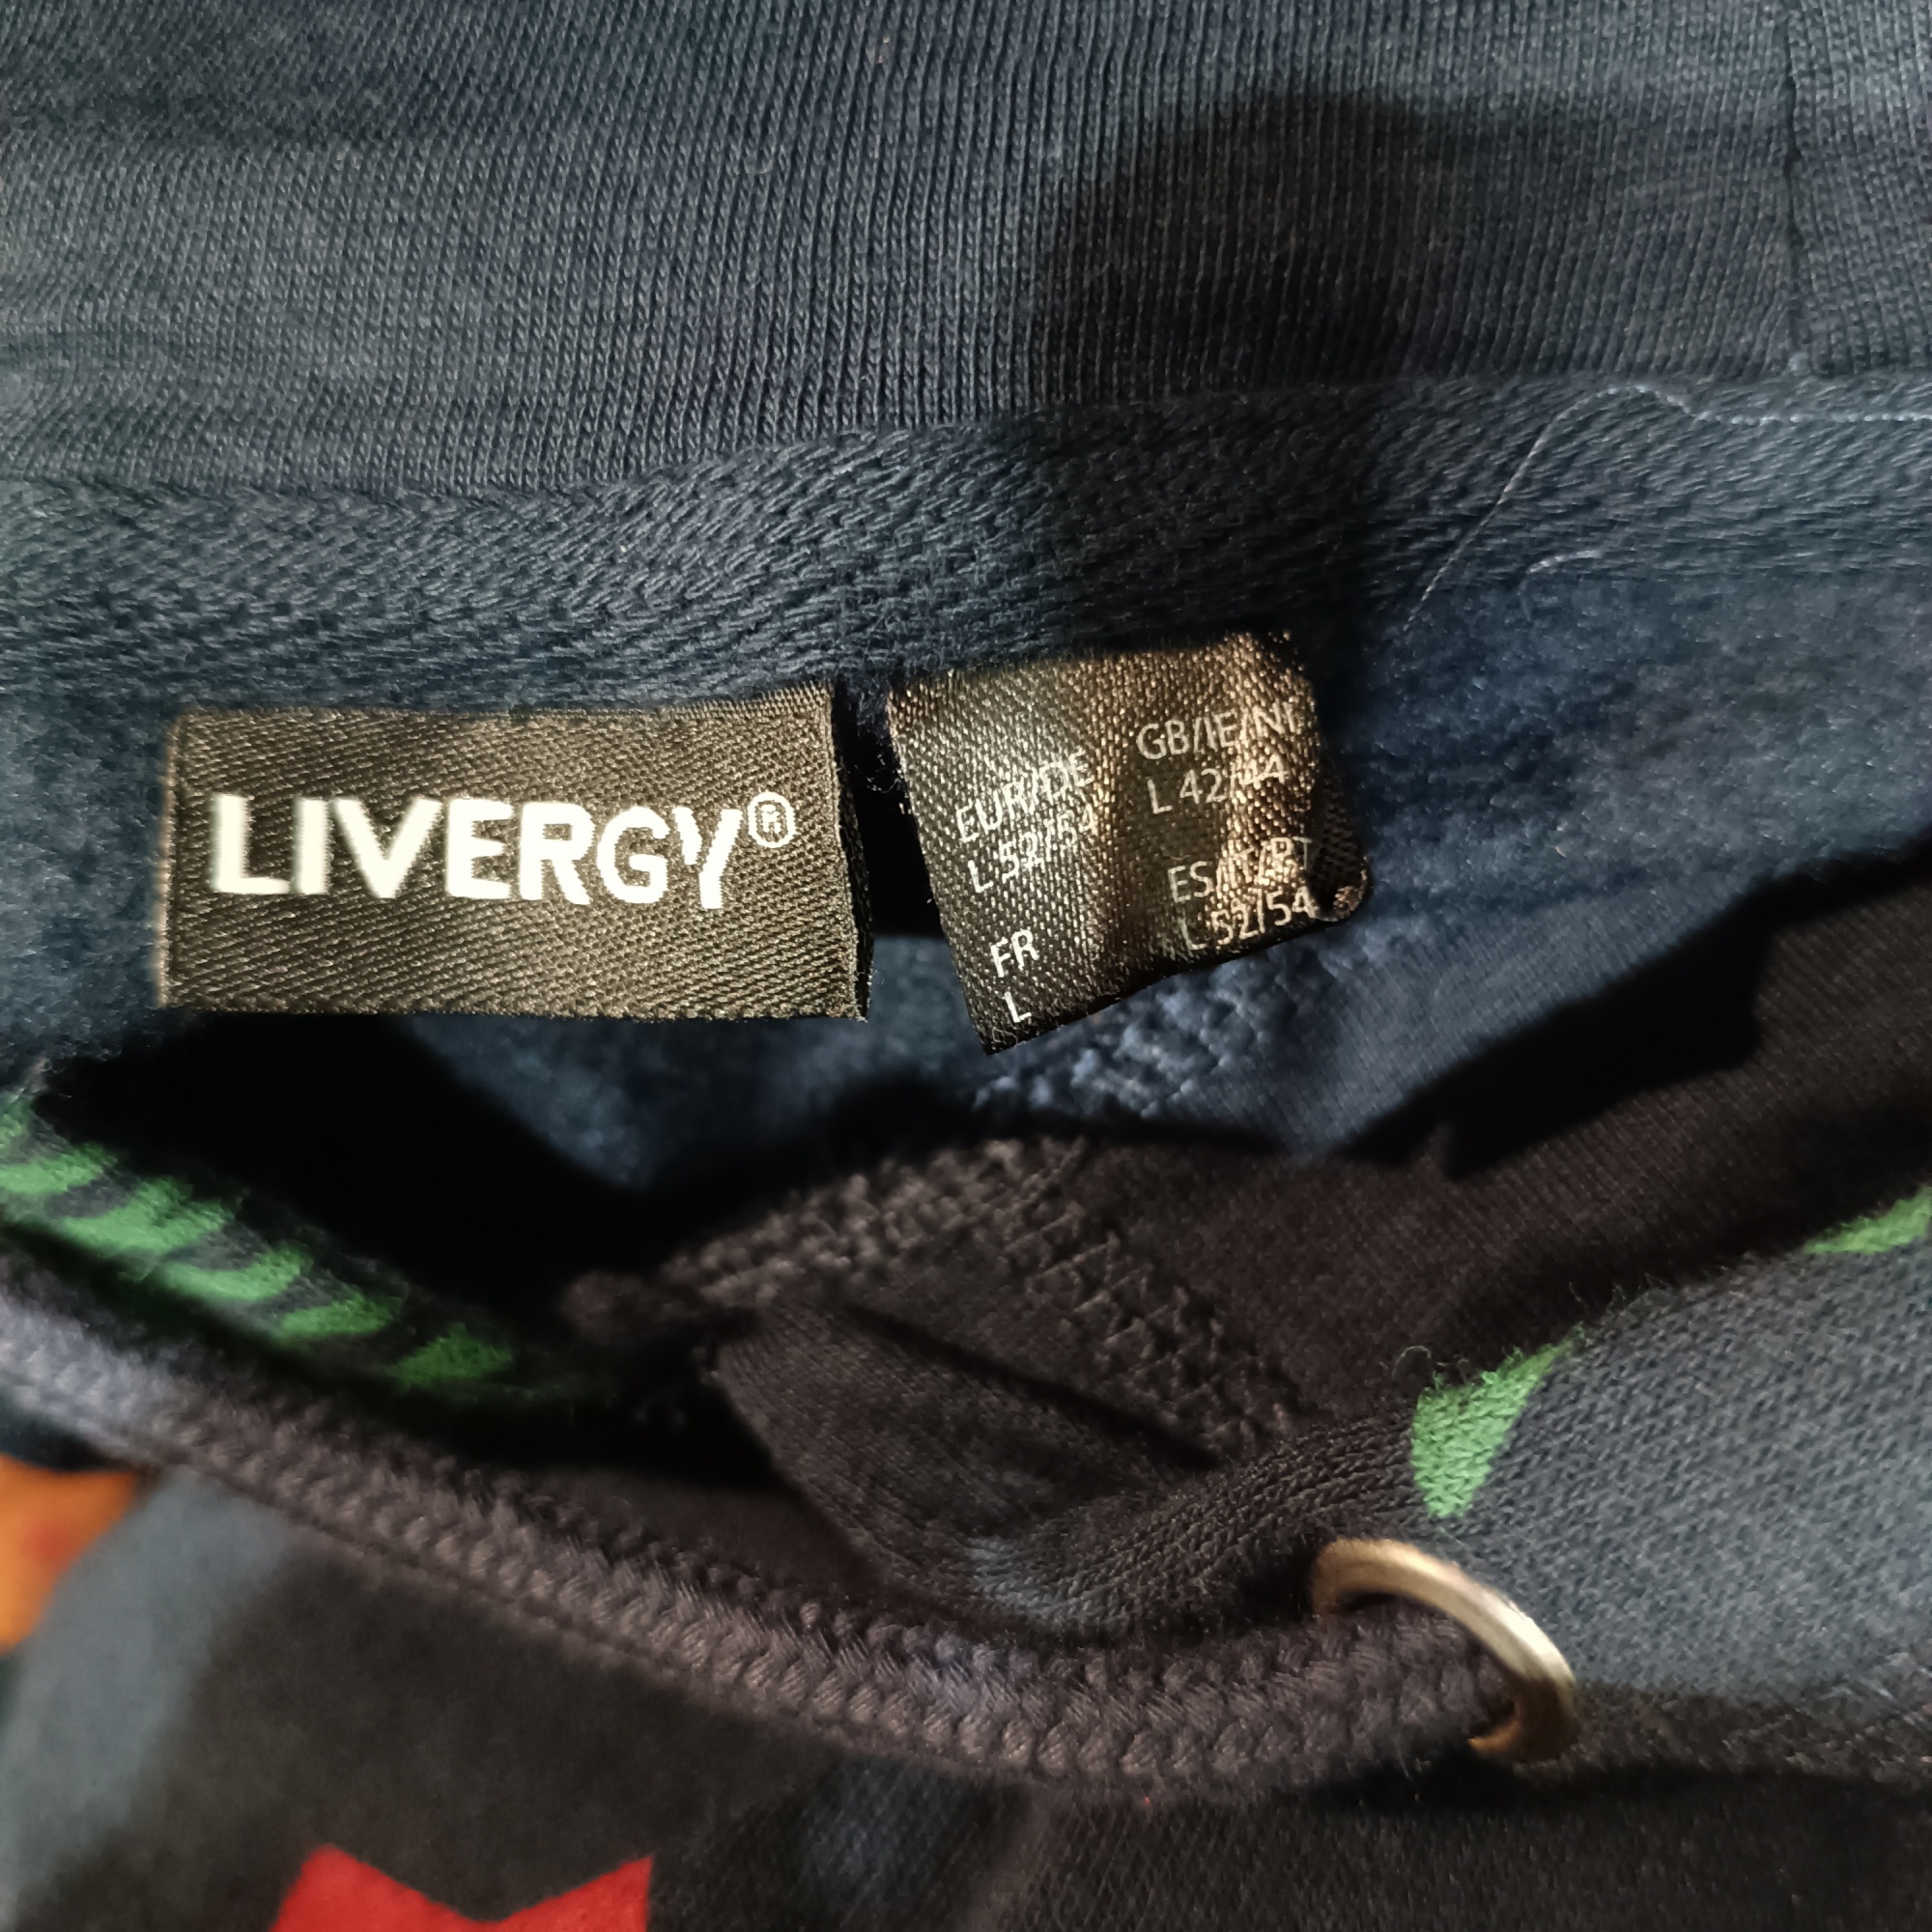 LIVERGY®
EUR/DE
L 52/54
GB/IE/NI
L 42/44
FR
L
ES/IT/PT
L 52/54